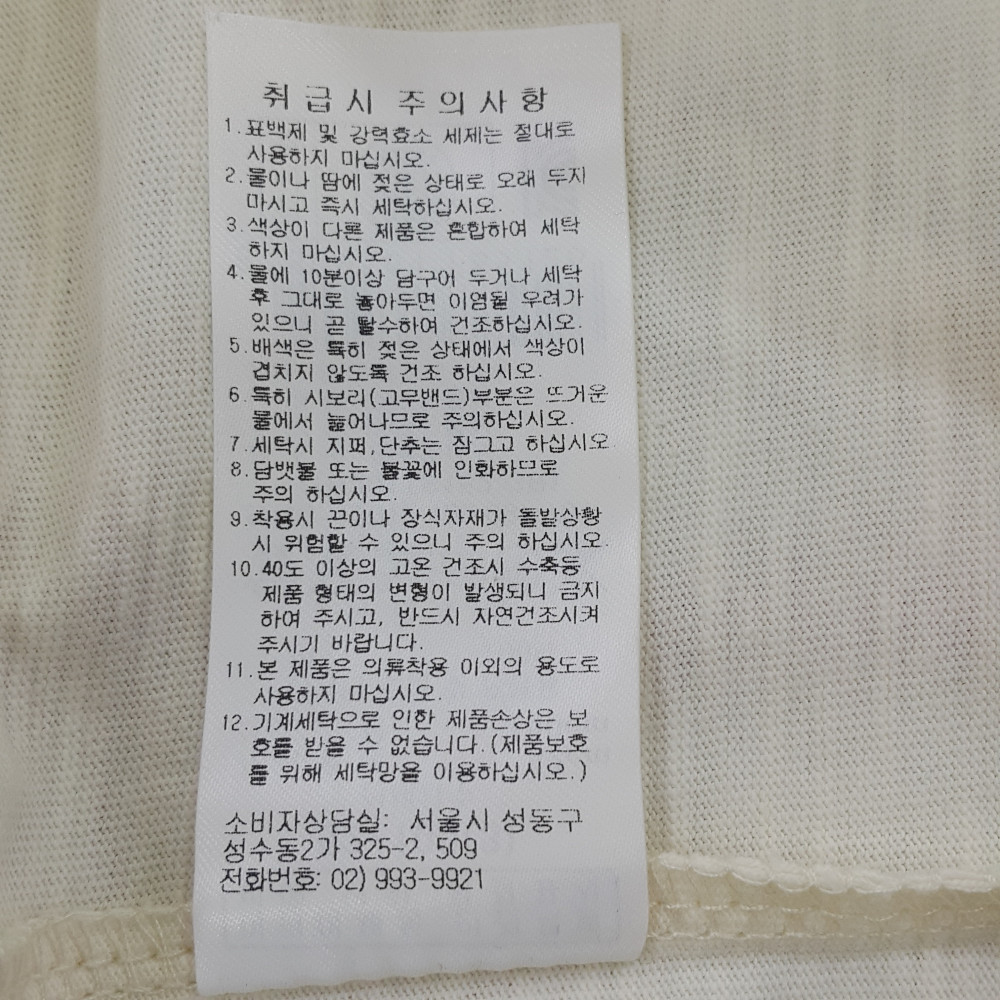 취급시 주의사항
1.표백제 및 강력효소 세제는 절대로
사용하지 마십시오.
2.물이나 땀에 젖은 상태로 오래 두지
마시고 즉시 세탁하십시오.
3.색상이 다른 제품은 혼합하여 세탁
하지 마십시오.
4.물에 10분이상 담구어 두거나 세탁
후 그대로 놓아두면 이염될 우려가
있으니 곧 탈수하여 건조하십시오.
5.배색은 특히 젖은 상태에서 색상이
겹치지 않도록 건조 하십시오.
6.특히 시보리(고무밴드)부분은 뜨거운
물에서 늘어나므로 주의하십시오.
7.세탁시 지퍼,단추는 잠그고 하십시오
8.담뱃불 또는 불꽃에 인화하므로
주의 하십시오.
9.착용시 끈이나 장식자재가 돌발상황
시 위험할 수 있으니 주의 하십시오.
10.40도 이상의 고온 건조시 수축등
제품 형태의 변형이 발생되니 금지
하여 주시고, 반드시 자연건조시켜
주시기 바랍니다.
11.본 제품은 의류착용 이외의 용도로
사용하지 마십시오.
12.기계세탁으로 인한 제품손상은 보
호를 받을 수 없습니다.(제품보호
를 위해 세탁망을 이용하십시오.)
소비자상담실: 서울시 성동구
성수동2가 325-2, 509
전화번호: 02) 993-9921